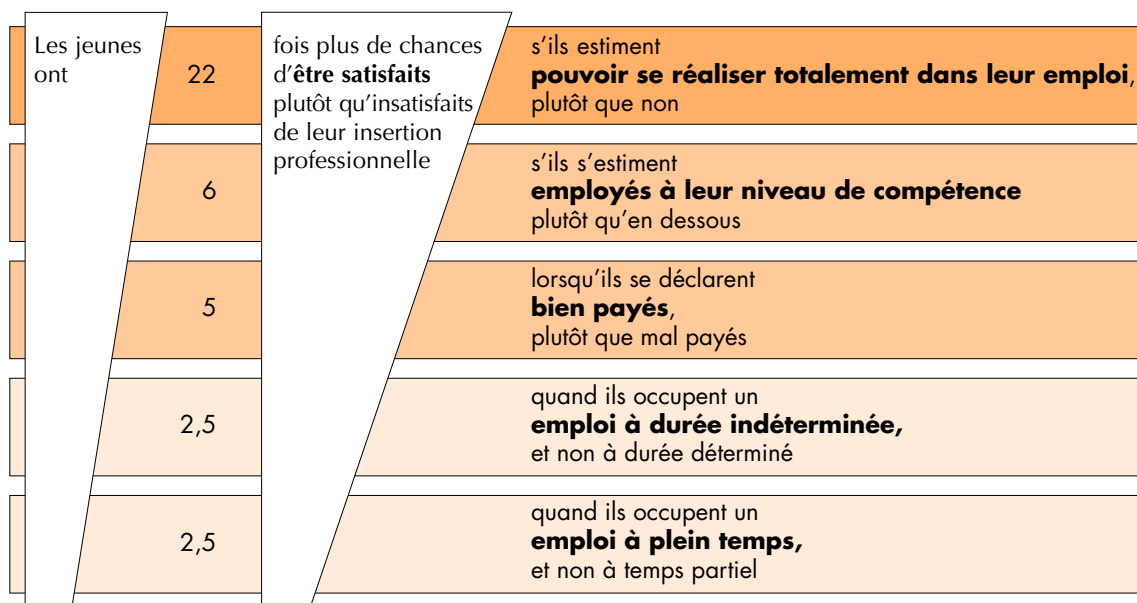 Les jeunes
ont
22
fois plus de chances
d'être satisfaits
plutôt qu'insatisfaits
de leur insertion
professionnelle
s'ils estiment
pouvoir se réaliser totalement dans leur emploi,
plutôt que non
6
s'ils s'estiment
employés à leur niveau de compétence
plutôt qu'en dessous
5
lorsqu'ils se déclarent
bien payés,
plutôt que mal payés
2,5
quand ils occupent un
emploi à durée indéterminée,
et non à durée déterminé
2,5
quand ils occupent un
emploi à plein temps,
et non à temps partiel